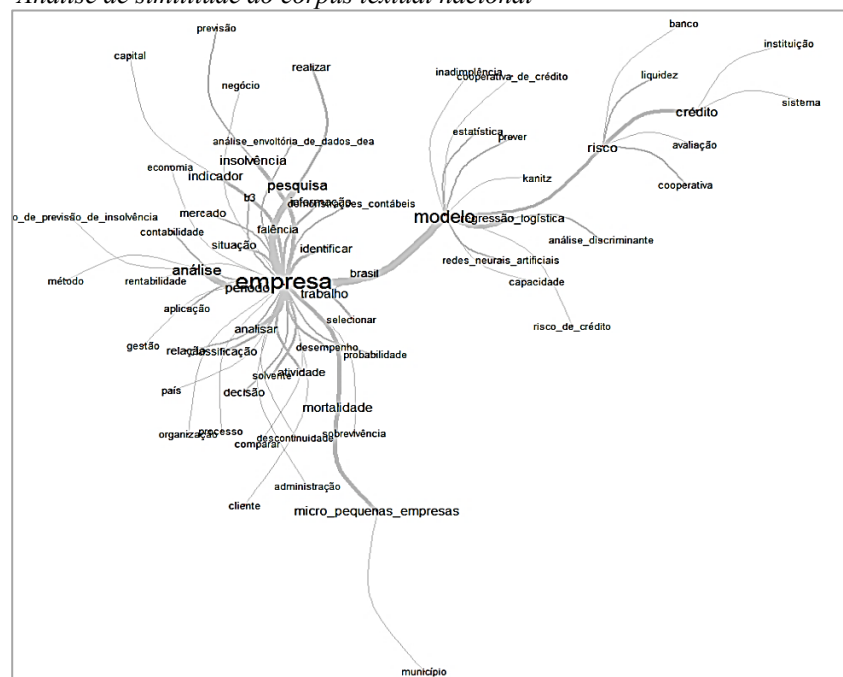 Análise de similitude do corpus textual nacional
banco
previsão
instituição
capital
realizar
inadimplência
cooperativa_de_crédito
liquidez
negócio
sistema
crédito
estatística
análise_envoltória_de_dados_dea
prever
avaliação
risco
insolvência
economia
indicador
kanitz
pesquisa
cooperativa
b3
informação
demonstrações_contábeis
mercado
modelo
regressão_logística
o_de_previsão_de_insolvência
falência
contabilidade
situação
identificar
análise_discriminante
redes_neurais_artificiais
análise
brasil
método
rentabilidade
empresa
capacidade
período
trabalho
aplicação
selecionar
risco_de_crédito
analisar
gestão
relação
classificação
desempenho
probabilidade
solvente
atividade
país
decisão
mortalidade
organização
processo
descontinuidade
sobrevivência
comparar
administração
cliente
micro_pequenas_empresas
município